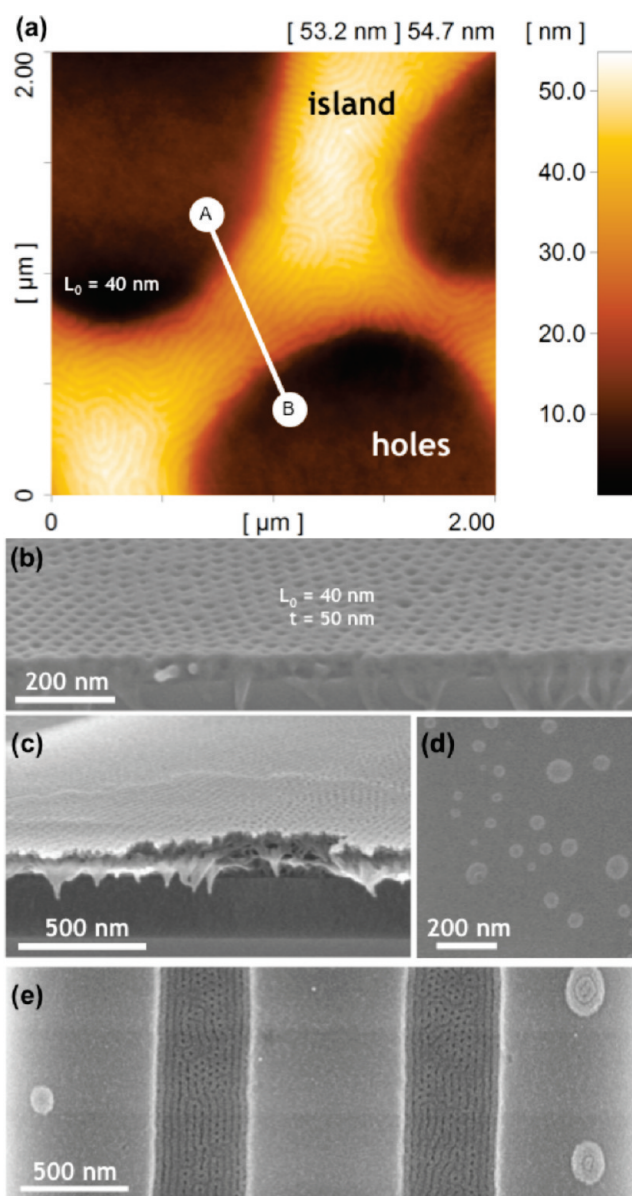 (a)
[ 53.2 nm ] 54.7 nm
[ nm ]
2.00
island
50.0
A
40.0
[ µm ]
L₀ = 40 nm
30.0
B
20.0
holes
10.0
0
0
[ µm ]
2.00
(b)
L₀ = 40 nm
t = 50 nm
200 nm
(c)
(d)
500 nm
200 nm
(e)
500 nm